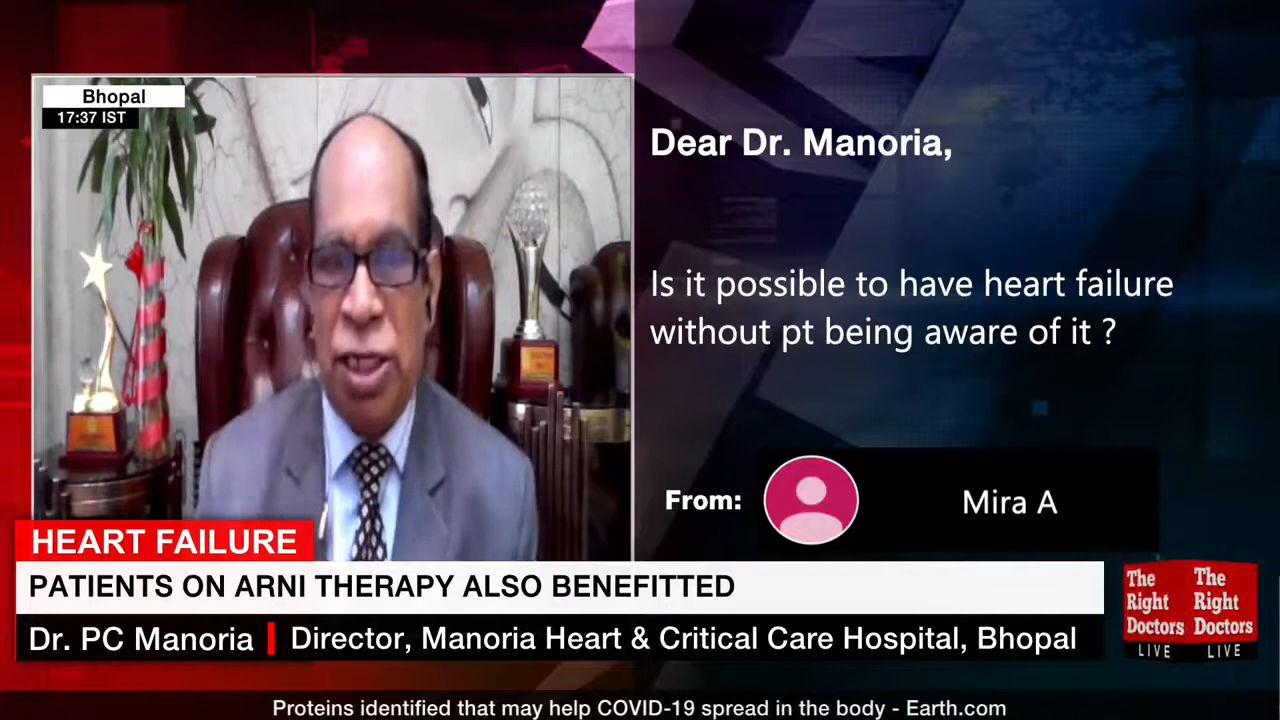 Bhopal
17:37 IST
Dear Dr. Manoria,
Is it possible to have heart failure
without pt being aware of it ?
From:
Mira A
HEART FAILURE
PATIENTS ON ARNI THERAPY ALSO BENEFITTED
Dr. PC Manoria
Director, Manoria Heart & Critical Care Hospital, Bhopal
The
Right
Doctors
LIVE
The
Right
Doctors
LIVE
Proteins identified that may help COVID-19 spread in the body - Earth.com